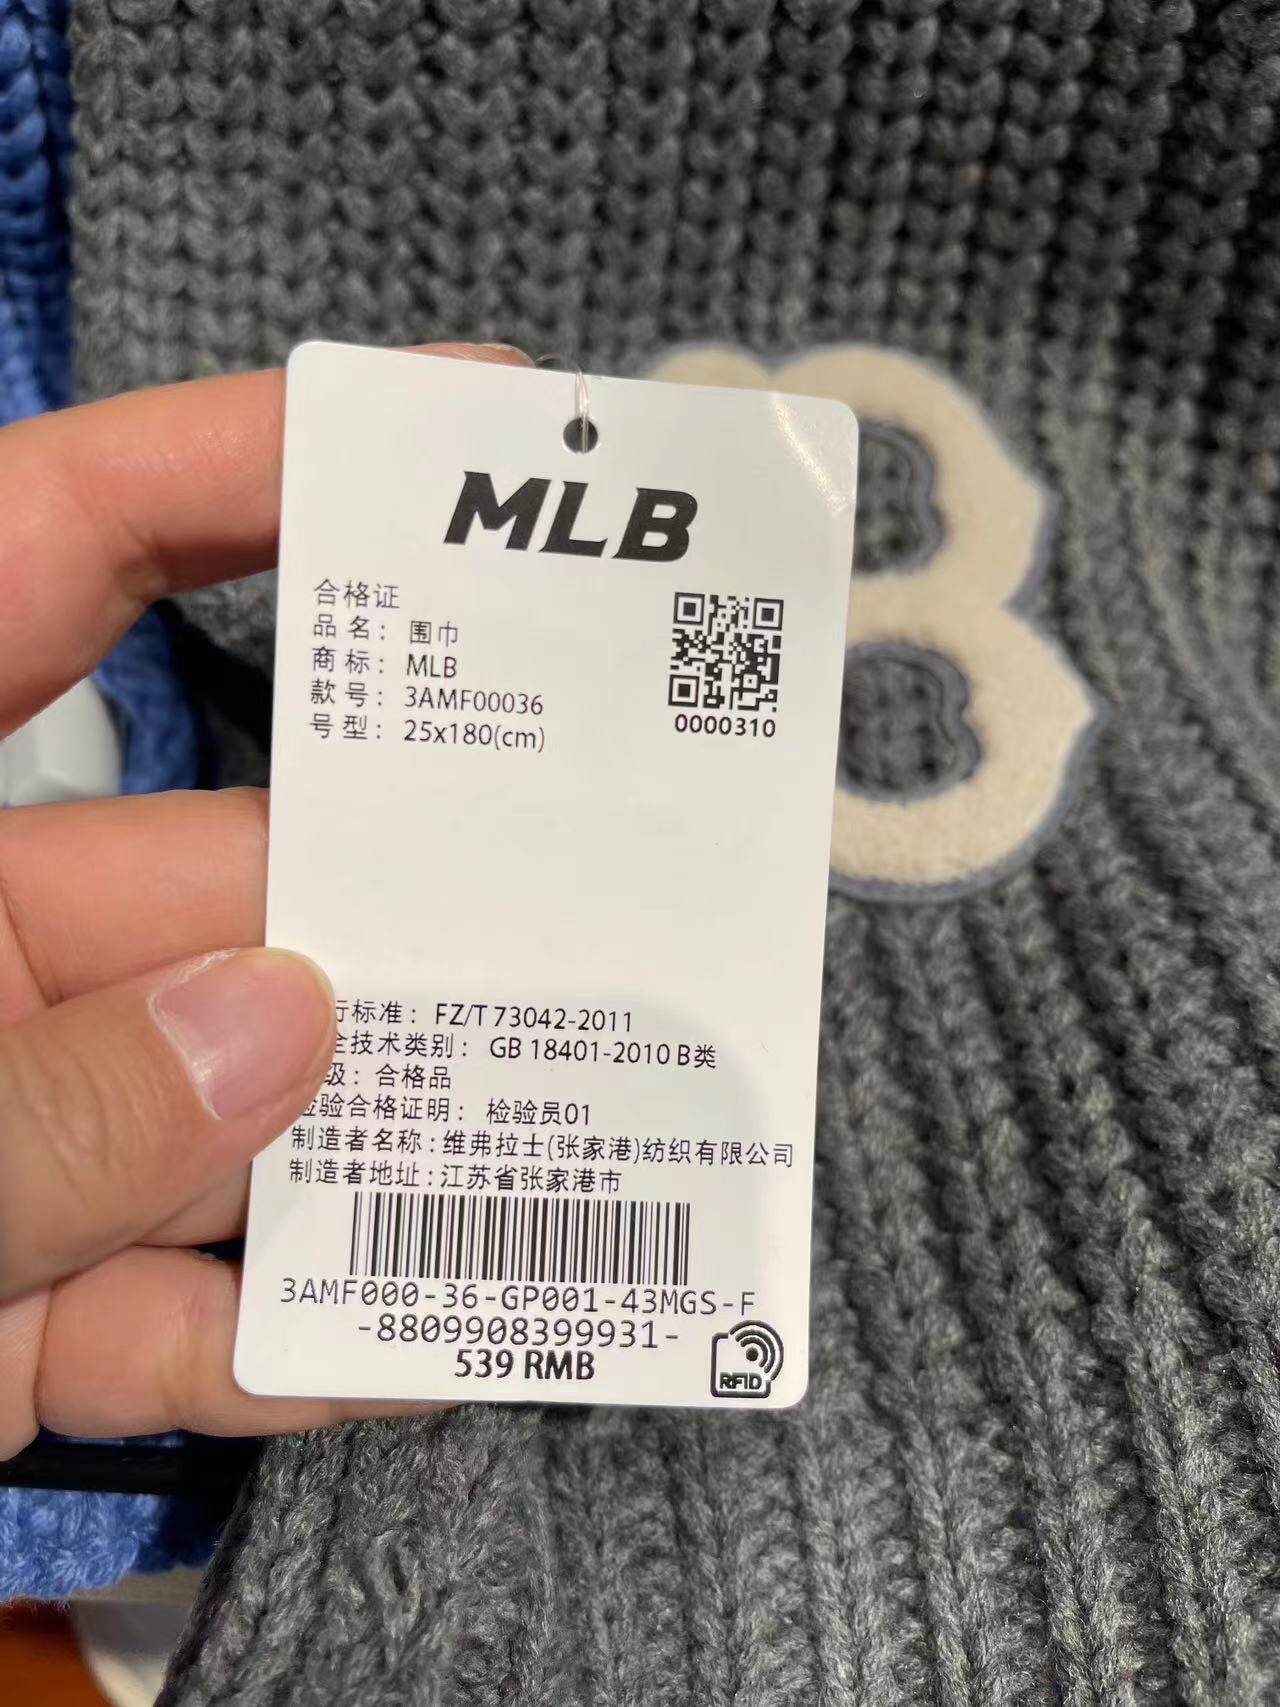 MLB
合格证
品名：围巾
商标：MLB
款号：3AMF00036
号型：25x180(cm)
0000310
行标准：FZ/T 73042-2011
全技术类别：GB 18401-2010 B类
级：合格品
检验合格证明：检验员01
制造者名称：维弗拉士(张家港)纺织有限公司
制造者地址：江苏省张家港市
3AMF000-36-GP001-43MGS-F
-8809908399931-
539 RMB
RFID
B